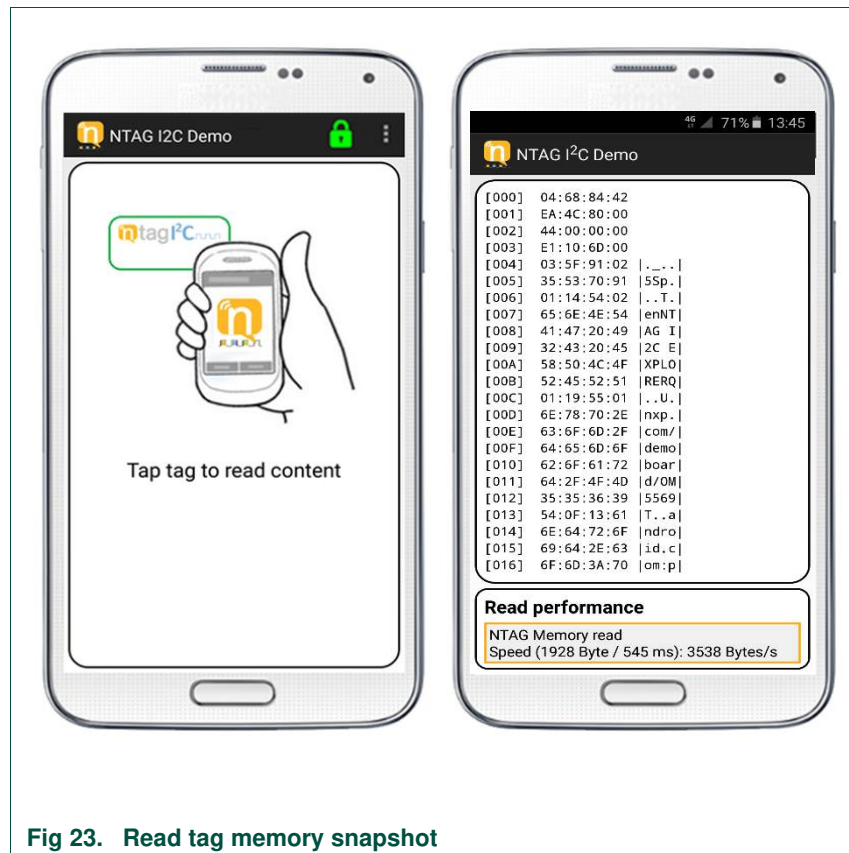 NTAG I2C Demo
ntagI²C
n
Tap tag to read content
4G 71% 13:45
n NTAG I²C Demo
[000] 04:68:84:42
[001] EA:4C:80:00
[002] 44:00:00:00
[003] E1:10:6D:00
[004] 03:5F:91:02 |._..|
[005] 35:53:70:91 |5Sp.|
[006] 01:14:54:02 |..T.|
[007] 65:6E:4E:54 |enNT|
[008] 41:47:20:49 |AG I|
[009] 32:43:20:45 |2C E|
[00A] 58:50:4C:4F |XPLO|
[00B] 52:45:52:51 |RERQ|
[00C] 01:19:55:01 |..U.|
[00D] 6E:78:70:2E |nxp.|
[00E] 63:6F:6D:2F |com/|
[00F] 64:65:6D:6F |demo|
[010] 62:6F:61:72 |boar|
[011] 64:2F:4F:4D |d/OM|
[012] 35:35:36:39 |5569|
[013] 54:0F:13:61 |T..a|
[014] 6E:64:72:6F |ndro|
[015] 69:64:2E:63 |id.c|
[016] 6F:6D:3A:70 |om:p|
Read performance
NTAG Memory read
Speed (1928 Byte / 545 ms): 3538 Bytes/s
Fig 23. Read tag memory snapshot